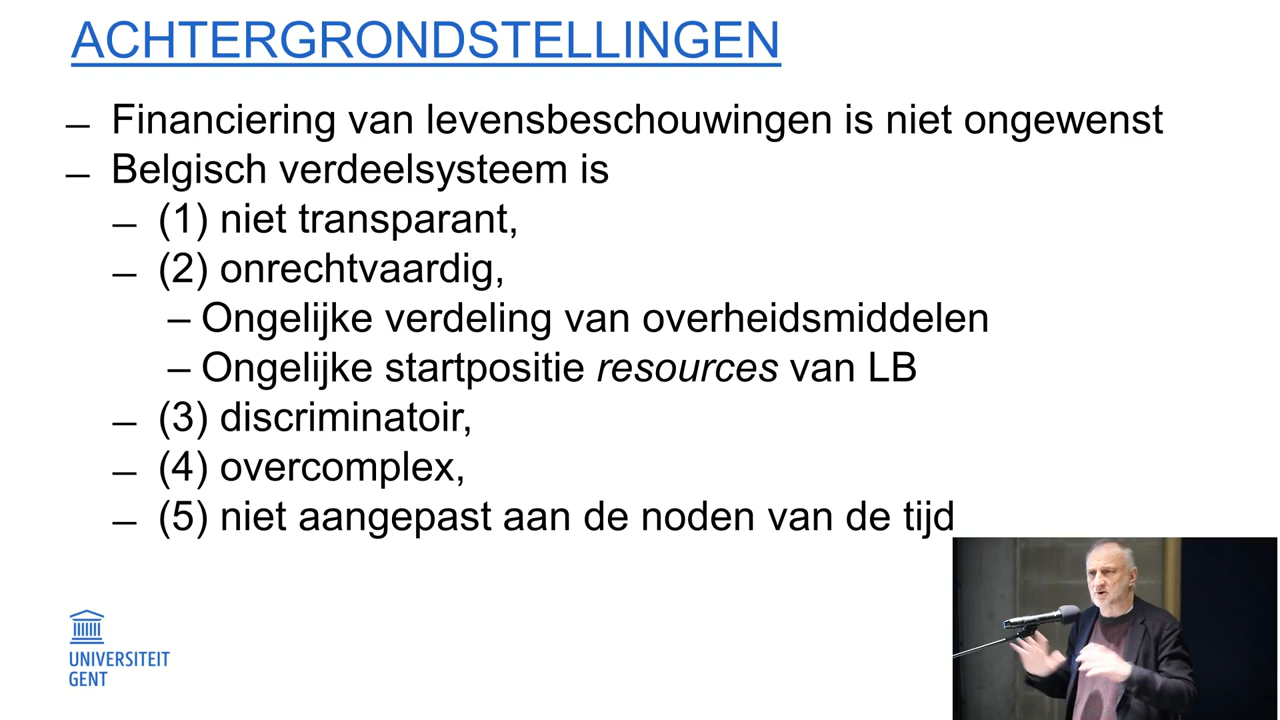 ACHTERGRONDSTELLINGEN
– Financiering van levensbeschouwingen is niet ongewenst
– Belgisch verdeelsysteem is
– (1) niet transparant,
– (2) onrechtvaardig,
– Ongelijke verdeling van overheidsmiddelen
– Ongelijke startpositie resources van LB
– (3) discriminatoir,
– (4) overcomplex,
– (5) niet aangepast aan de noden van de tijd
UNIVERSITEIT
GENT